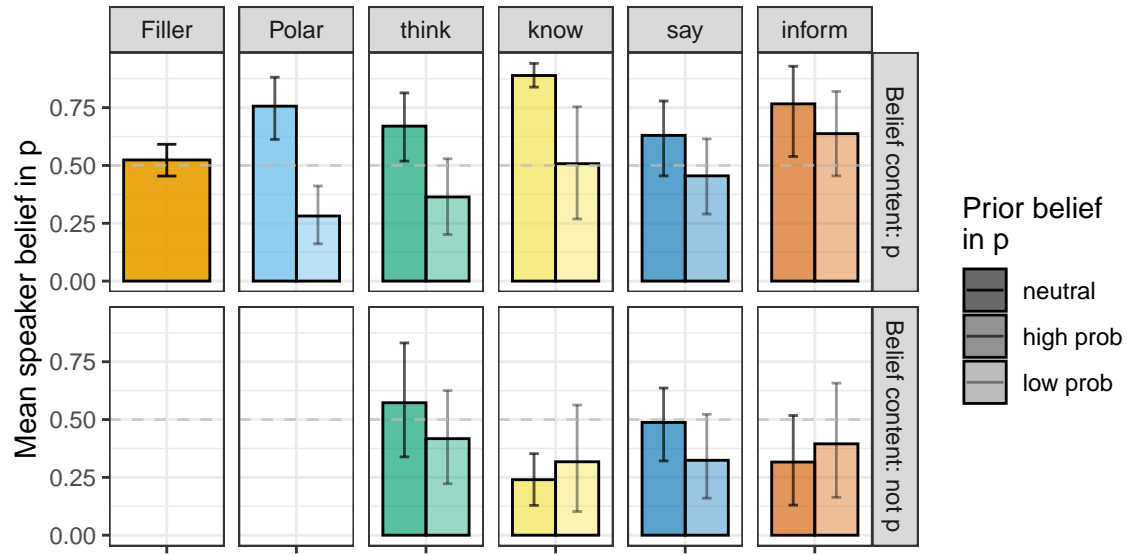 Filler
Polar
think
know
say
inform
Mean speaker belief in p
0.75
0.50
0.25
0.00
Belief content: p
0.75
0.50
0.25
0.00
Belief content: not p
Prior belief
in p
neutral
high prob
low prob